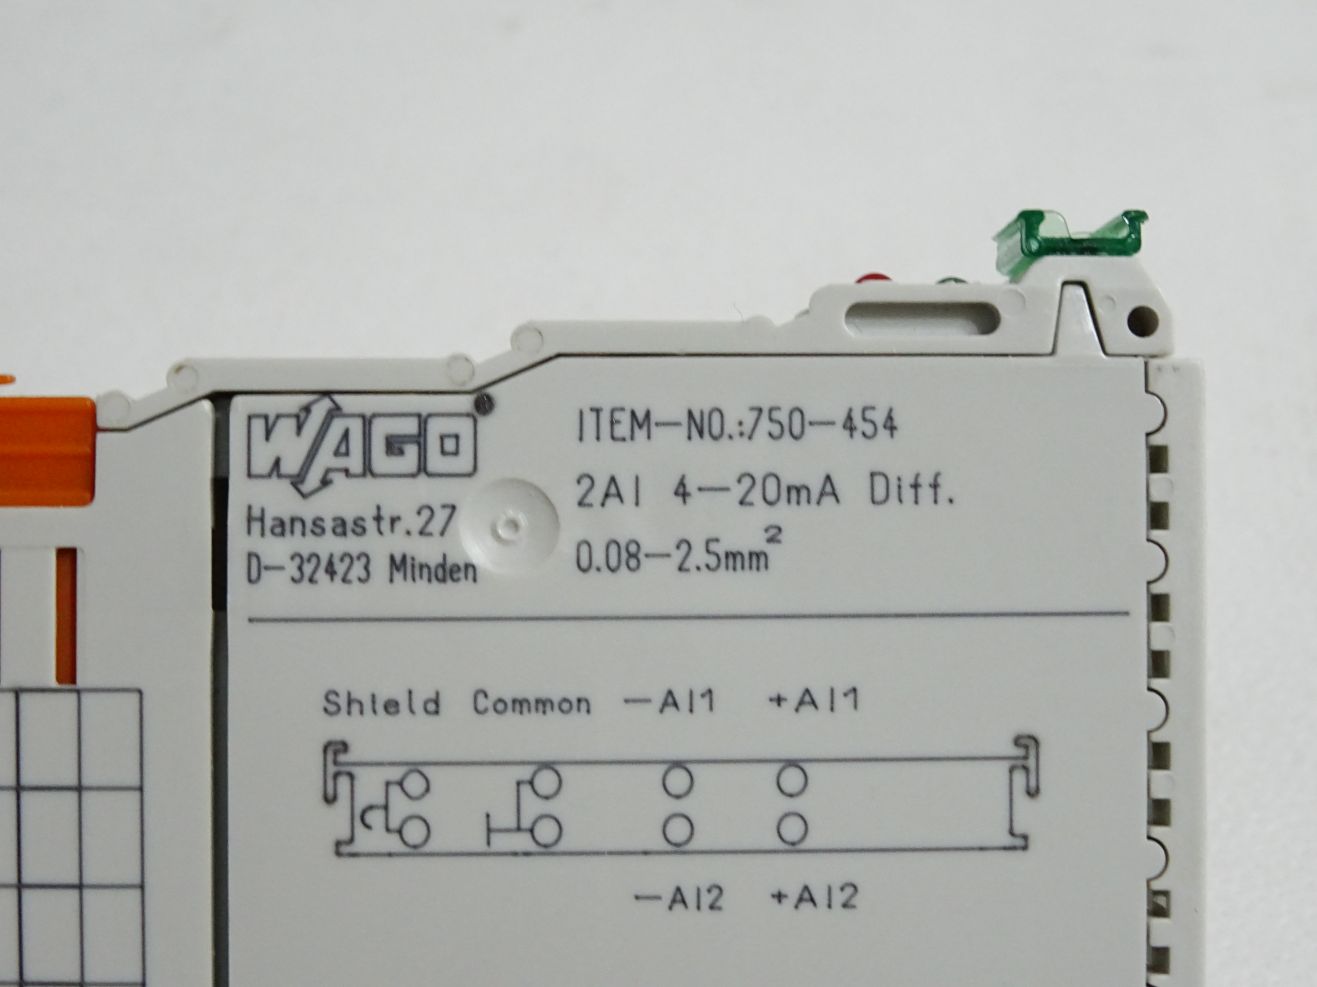 WAGO
Hansastr.27
D-32423 Minden
ITEM-NO.:750-454
2AI 4-20mA Diff.
0.08-2.5mm²
Shield Common -AI1 +AI1
-AI2 +AI2